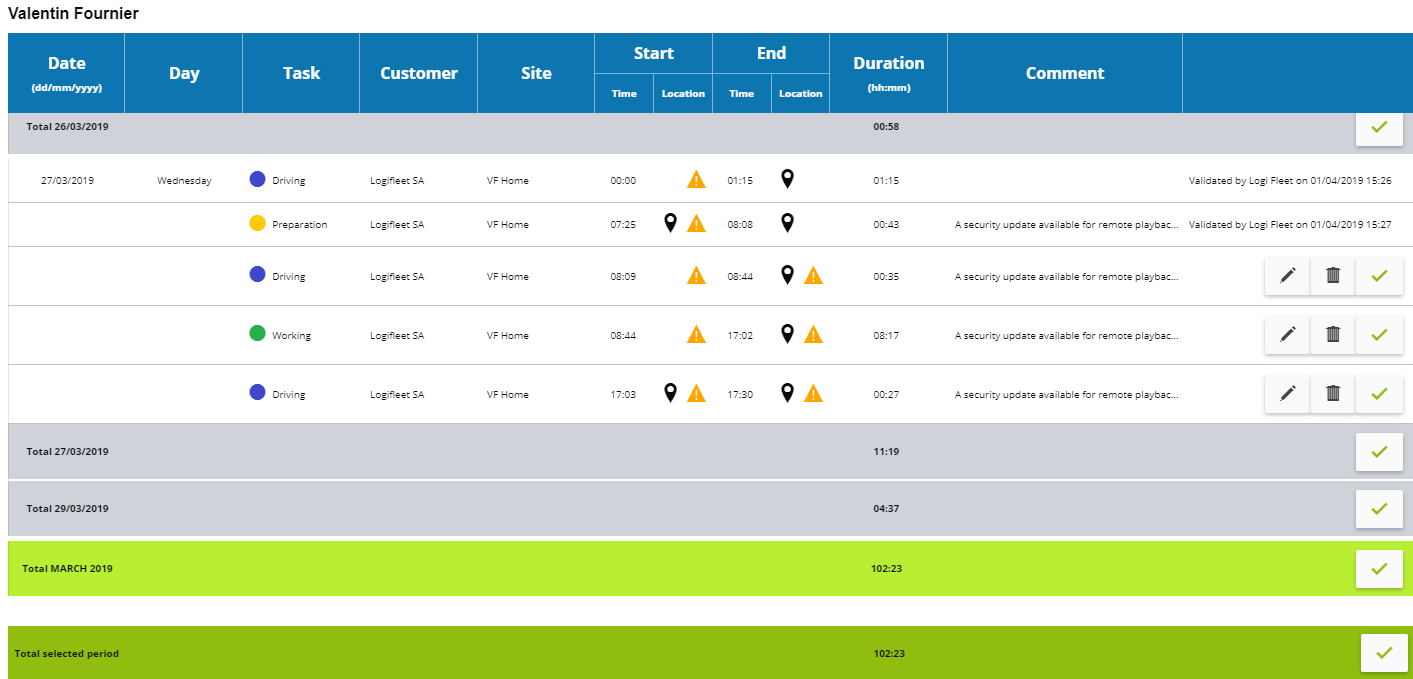 Valentin Fournier
Date Day Task Customer Site Start End Duration Comment
(dd/mm/yyyy) Time Location Time Location (hh:mm)
Total 26/03/2019 00:58
27/03/2019 Wednesday Driving Logifleet SA VF Home 00:00 01:15 01:15 Validated by Logi Fleet on 01/04/2019 15:26
Preparation Logifleet SA VF Home 07:25 08:08 00:43 A security update available for remote playbac... Validated by Logi Fleet on 01/04/2019 15:27
Driving Logifleet SA VF Home 08:09 08:44 00:35 A security update available for remote playbac...
Working Logifleet SA VF Home 08:44 17:02 08:17 A security update available for remote playbac...
Driving Logifleet SA VF Home 17:03 17:30 00:27 A security update available for remote playbac...
Total 27/03/2019 11:19
Total 29/03/2019 04:37
Total MARCH 2019 102:23
Total selected period 102:23